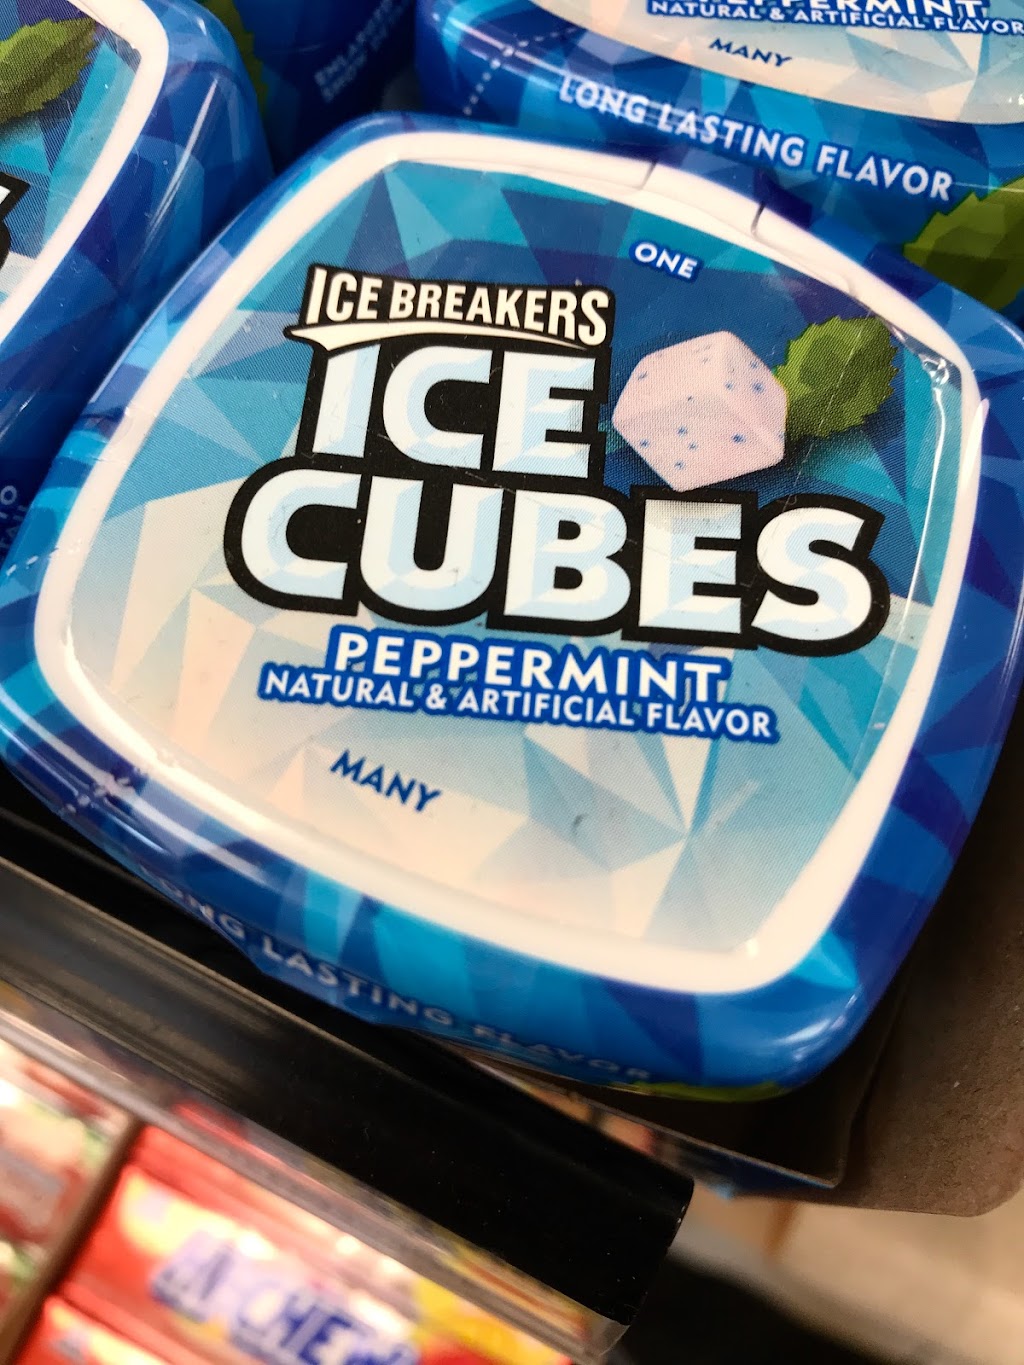 PEPPERMINT
NATURAL & ARTIFICIAL FLAVOR
MANY
LONG LASTING FLAVOR
ONE
ICE BREAKERS
ICE
CUBES
PEPPERMINT
NATURAL & ARTIFICIAL FLAVOR
MANY
LONG LASTING FLAVOR